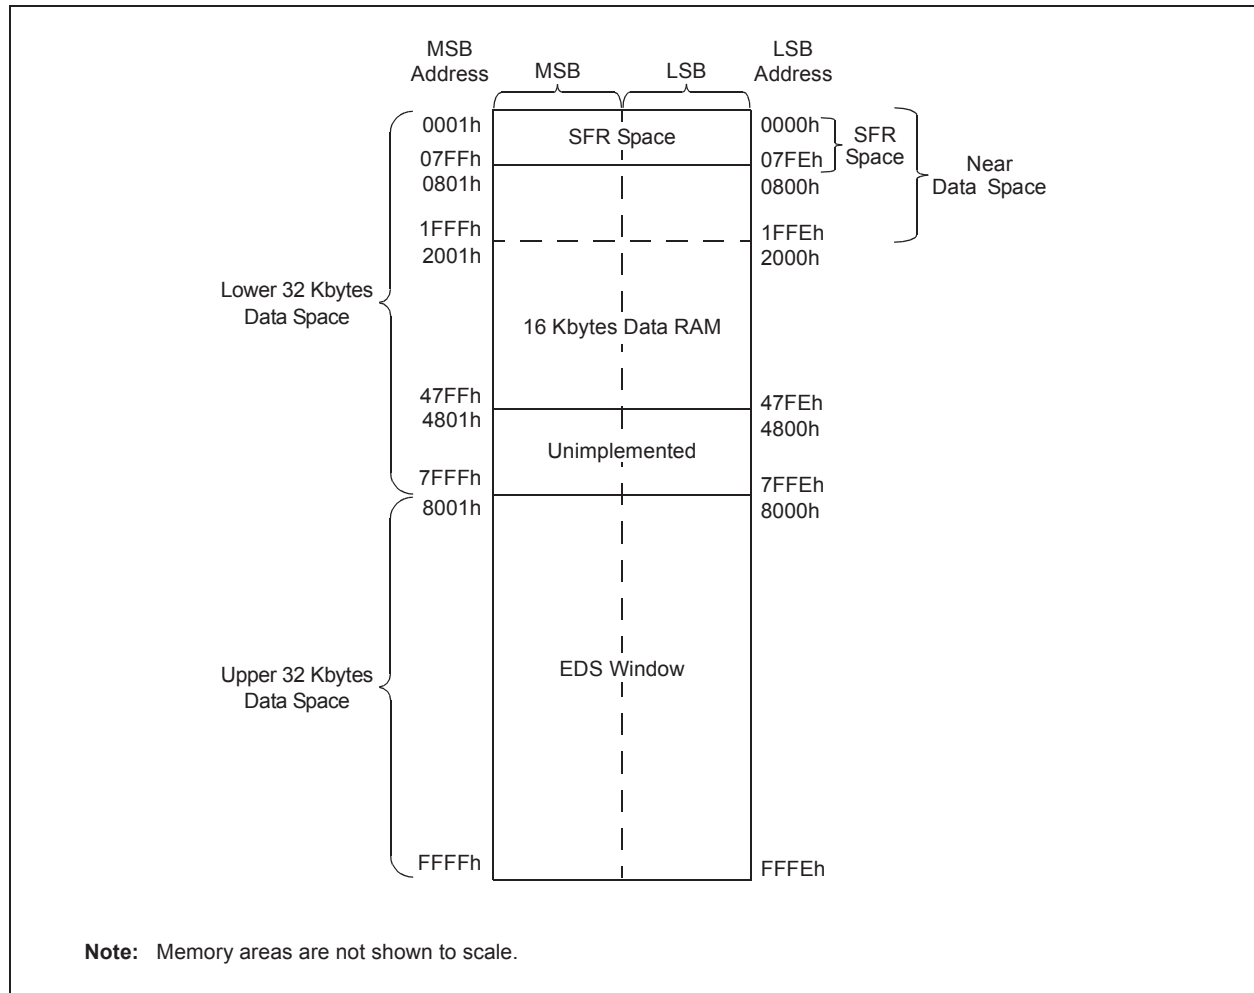 MSB
Address
MSB
LSB
LSB
Address
0001h
SFR Space
0000h
SFR
Space
07FFh
07FEh
0801h
0800h
Near
Data Space
1FFFh
1FFEh
2001h
2000h
Lower 32 Kbytes
Data Space
16 Kbytes Data RAM
47FFh
47FEh
4801h
4800h
Unimplemented
7FFFh
7FFEh
8001h
8000h
Upper 32 Kbytes
Data Space
EDS Window
FFFFh
FFFEh
Note: Memory areas are not shown to scale.